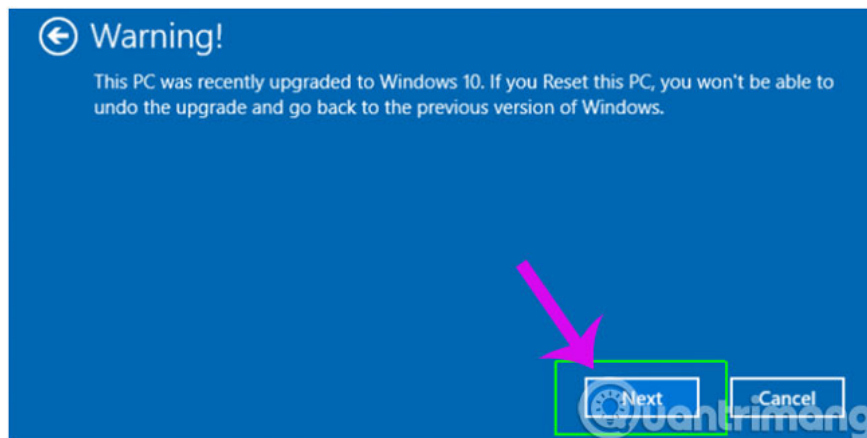 Warning!
This PC was recently upgraded to Windows 10. If you Reset this PC, you won't be able to
undo the upgrade and go back to the previous version of Windows.
Next
Cancel
Quantrimang